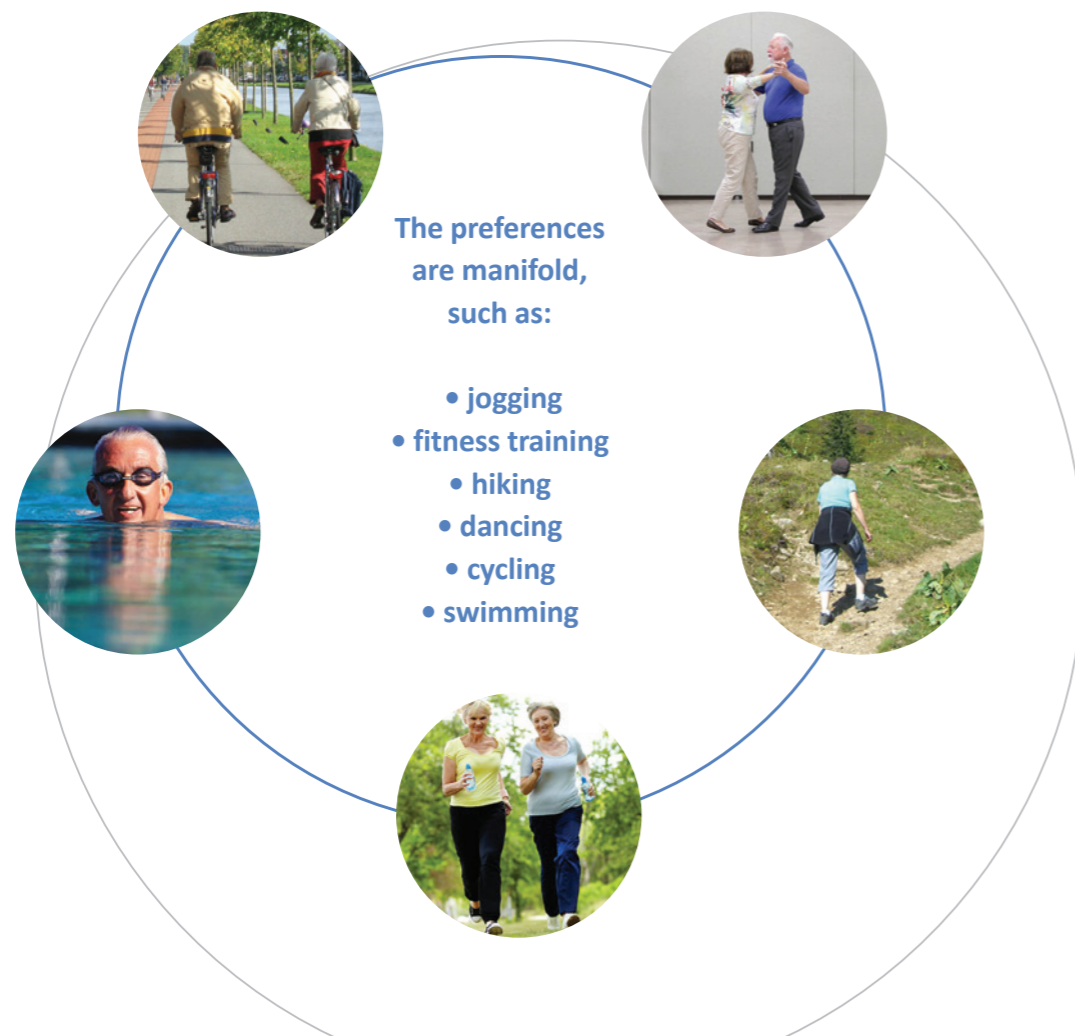 The preferences
are manifold,
such as:
• jogging
• fitness training
• hiking
• dancing
• cycling
• swimming